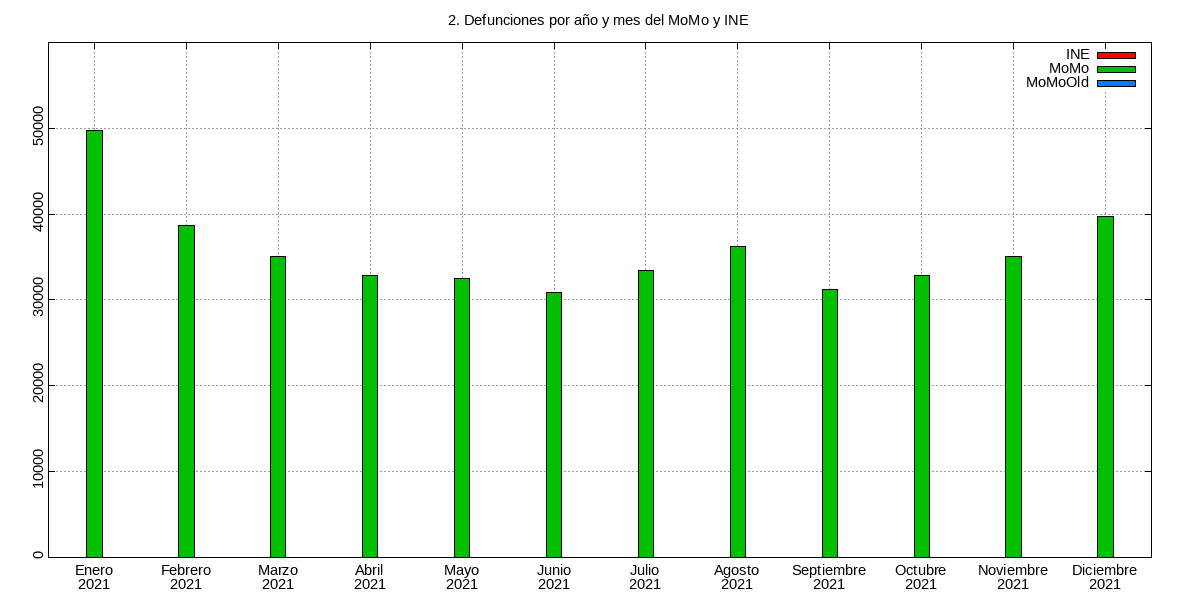 2. Defunciones por año y mes del MoMo y INE
INE
MoMo
MoMoOld
50000
40000
30000
20000
10000
0
Enero Febrero Marzo Abril Mayo Junio Julio Agosto Septiembre Octubre Noviembre Diciembre
2021 2021 2021 2021 2021 2021 2021 2021 2021 2021 2021 2021